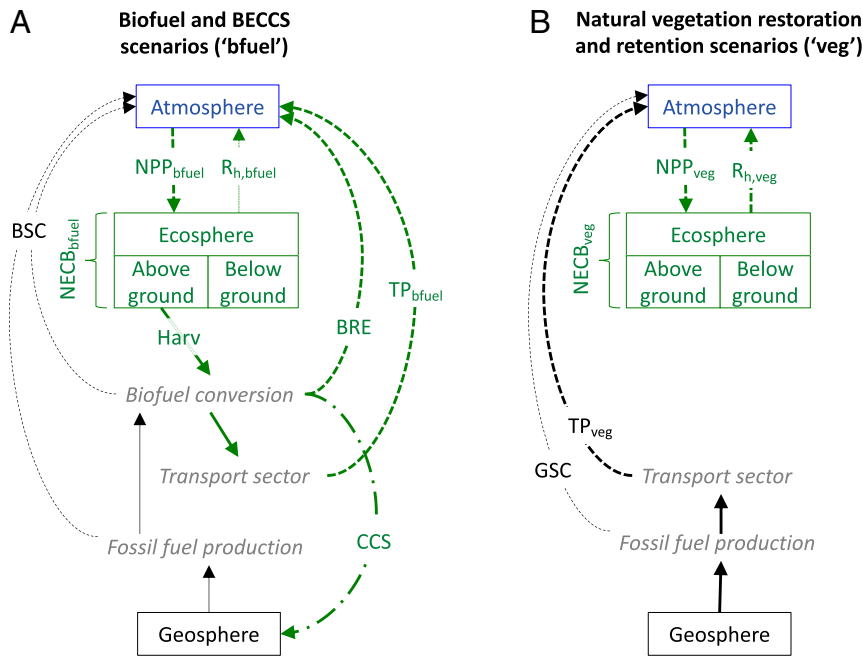 A
Biofuel and BECCS
scenarios (‘bfuel’)
Atmosphere
NPPbfuel
Rh,bfuel
BSC
NECBbfuel
Ecosphere
Above
ground
Below
ground
TPbfuel
Harv
BRE
Biofuel conversion
Transport sector
Fossil fuel production
CCS
Geosphere
B
Natural vegetation restoration
and retention scenarios (‘veg’)
Atmosphere
NPPveg
Rh,veg
NECBveg
Ecosphere
Above
ground
Below
ground
TPveg
GSC
Transport sector
Fossil fuel production
Geosphere